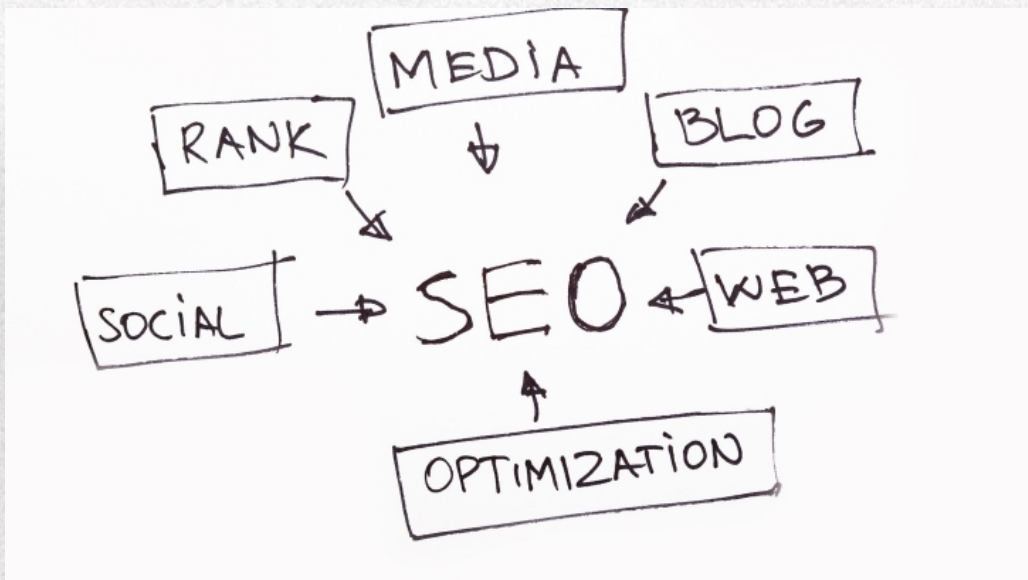 MEDIA
RANK
BLOG
SOCIAL
SEO
WEB
OPTIMIZATION